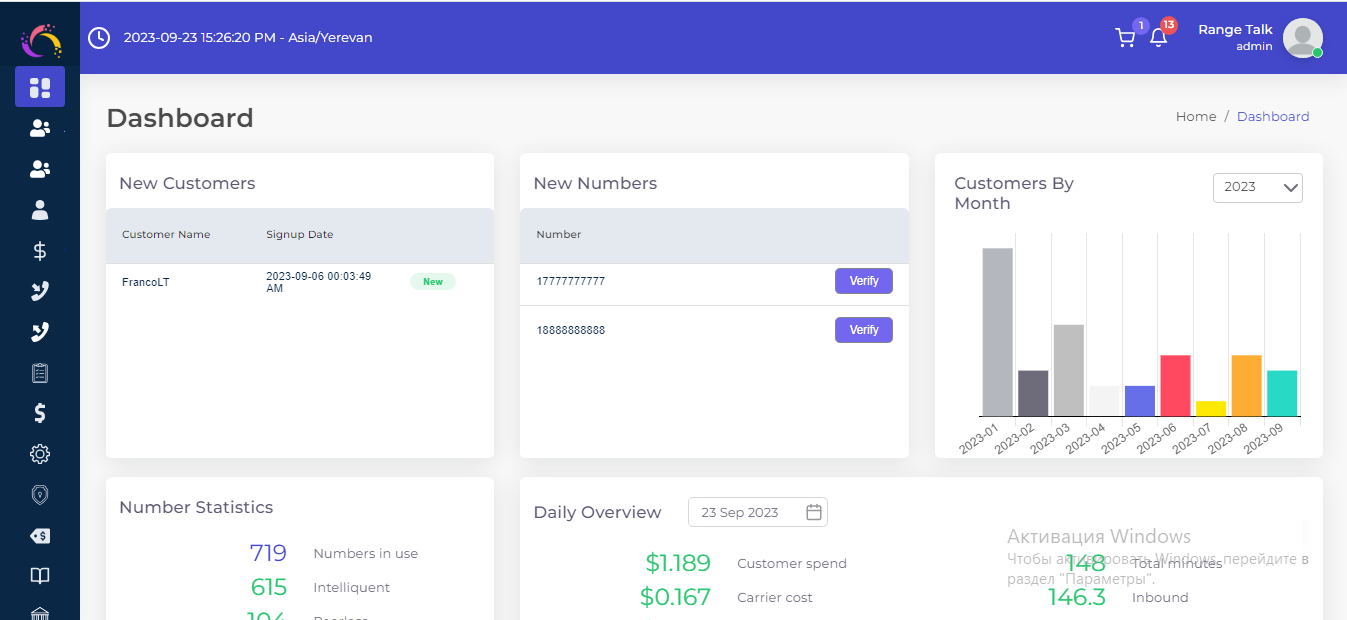 2023-09-23 15:26:20 PM - Asia/Yerevan
1
13
Range Talk
admin
Dashboard
Home / Dashboard
New Customers
Customer Name Signup Date
FrancoLT 2023-09-06 00:03:49 AM New
New Numbers
Number
17777777777 Verify
18888888888 Verify
Customers By
Month
2023
2023-01 2023-02 2023-03 2023-04 2023-05 2023-06 2023-07 2023-08 2023-09
Number Statistics
719 Numbers in use
615 Intelliquent
104 Peerless
Daily Overview 23 Sep 2023
$1.189 Customer spend
$0.167 Carrier cost
148 Total minutes
146.3 Inbound
Активация Windows
Чтобы активировать Windows, перейдите в
раздел "Параметры".